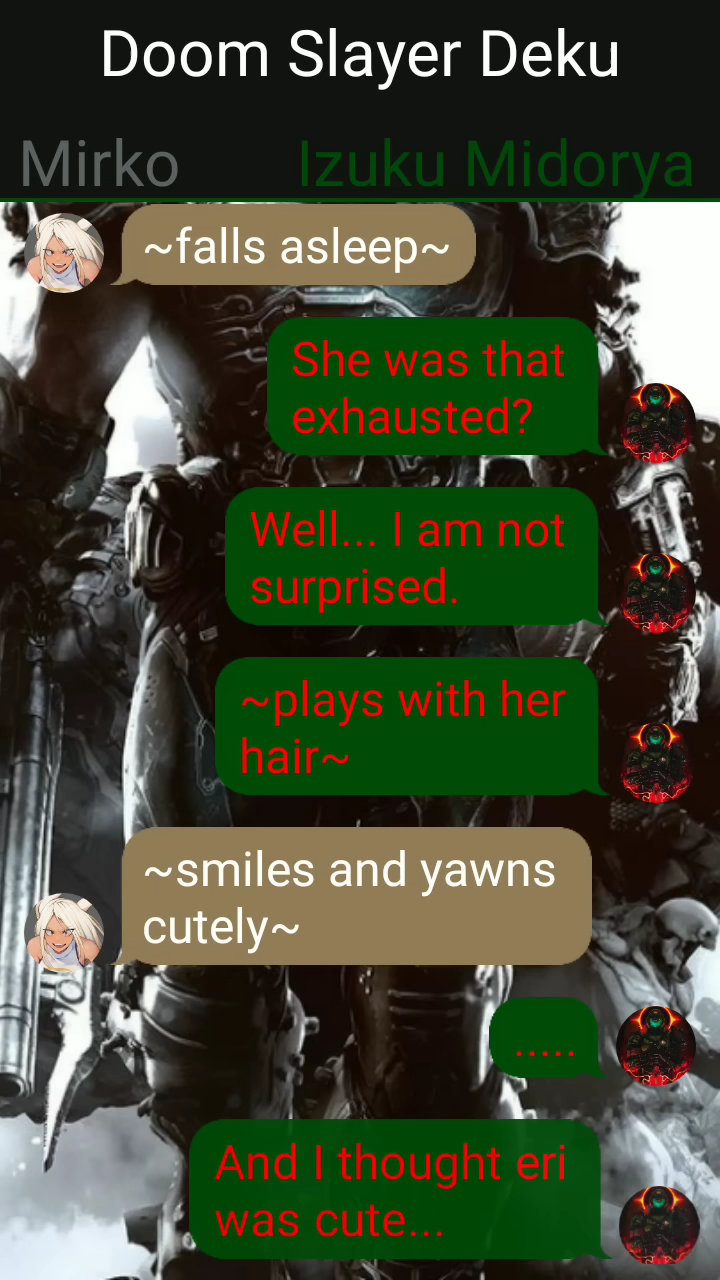 Doom Slayer Deku
Mirko Izuku Midorya
~falls asleep~
She was that
exhausted?
Well... I am not
surprised.
~plays with her
hair~
~smiles and yawns
cutely~
.....
And I thought eri
was cute...